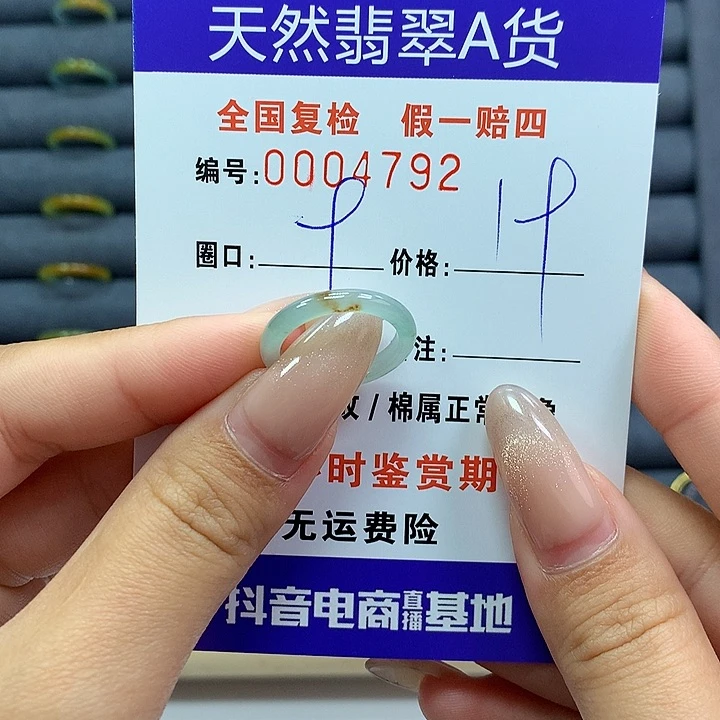 天然翡翠A货
全国复检 假一赔四
编号:0004792
圈口: 9 价格: 19
注:
纹/棉属正常
时鉴赏期
无运费险
抖音电商直播基地